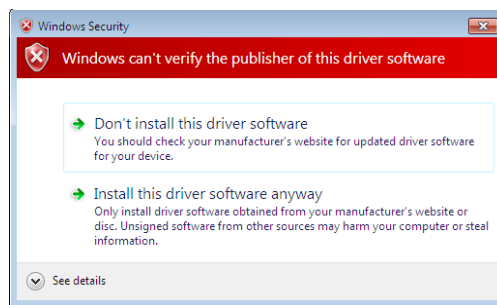 Windows Security
Windows can't verify the publisher of this driver software
Don't install this driver software
You should check your manufacturer's website for updated driver software
for your device.
Install this driver software anyway
Only install driver software obtained from your manufacturer's website or
disc. Unsigned software from other sources may harm your computer or steal
information.
See details